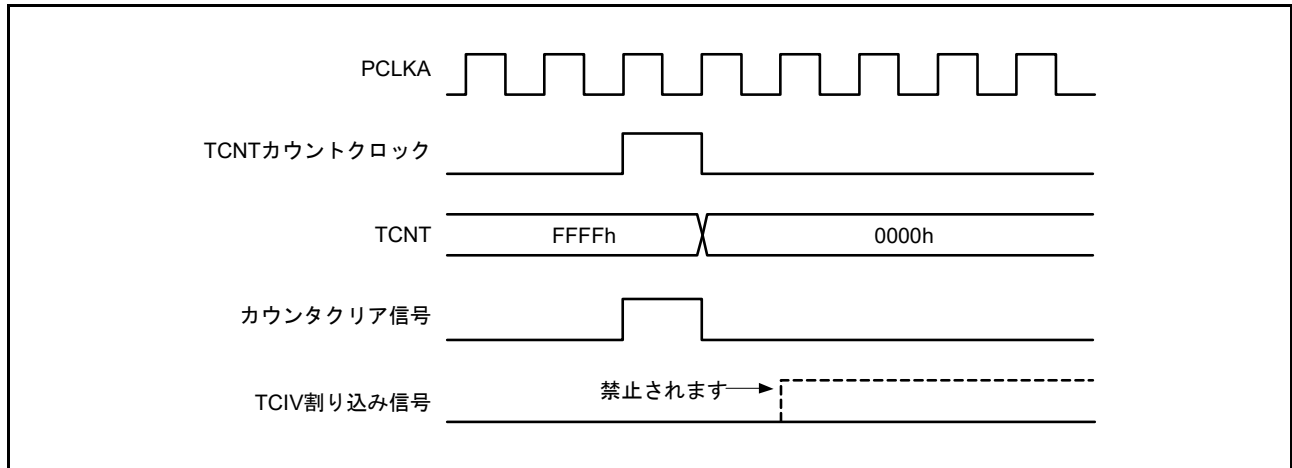 PCLKA
TCNTカウントクロック
TCNT
FFFFh
0000h
カウンタクリア信号
禁止されます
TCIV割り込み信号